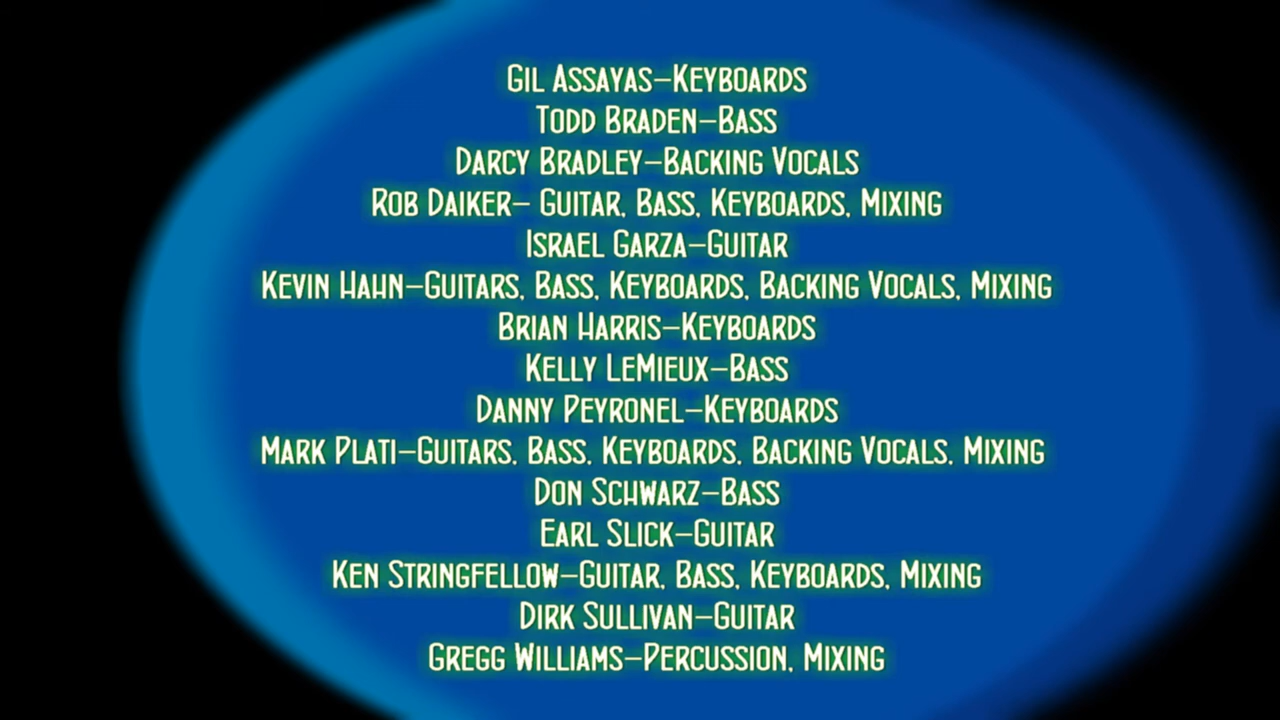 Gil Assayas–Keyboards
Todd Braden–Bass
Darcy Bradley–Backing Vocals
Rob Daiker– Guitar, Bass, Keyboards, Mixing
Israel Garza–Guitar
Kevin Hahn–Guitars, Bass, Keyboards, Backing Vocals, Mixing
Brian Harris–Keyboards
Kelly LeMieux–Bass
Danny Peyronel–Keyboards
Mark Plati–Guitars, Bass, Keyboards, Backing Vocals, Mixing
Don Schwarz–Bass
Earl Slick–Guitar
Ken Stringfellow–Guitar, Bass, Keyboards, Mixing
Dirk Sullivan–Guitar
Gregg Williams–Percussion, Mixing